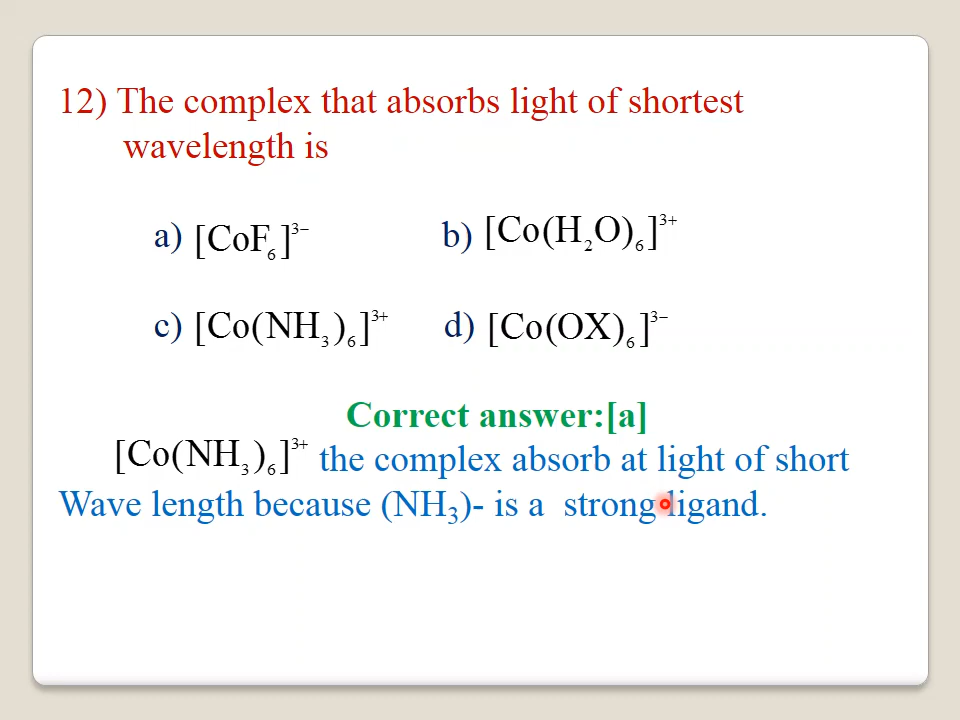 12) The complex that absorbs light of shortest
wavelength is
a) [CoF₆]³⁻ b) [Co(H₂O)₆]³⁺
c) [Co(NH₃)₆]³⁺ d) [Co(OX)₆]³⁻
Correct answer:[a]
[Co(NH₃)₆]³⁺ the complex absorb at light of short
Wave length because (NH₃)- is a strong ligand.